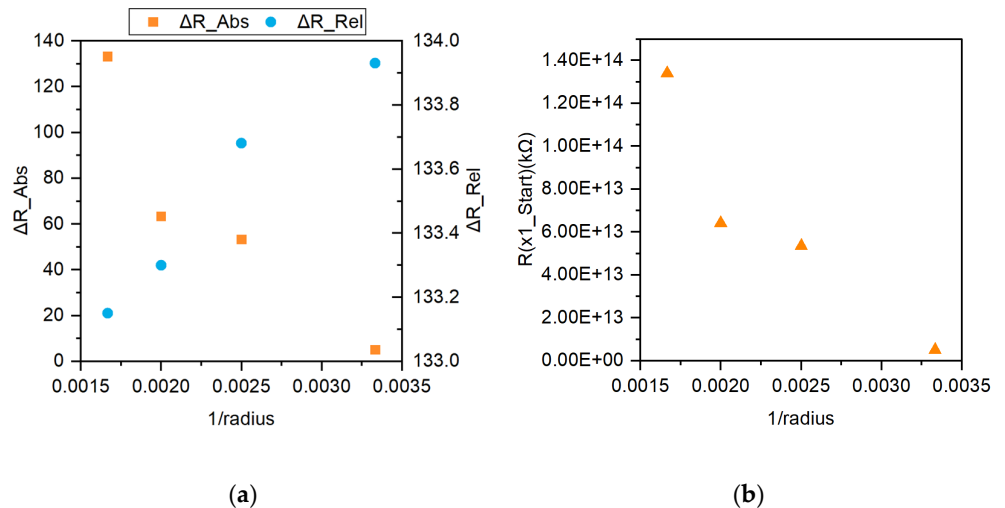 ΔR_Abs ΔR_Rel
140
120
100
80
60
40
20
0
ΔR_Abs
134.0
133.8
133.6
133.4
133.2
133.0
ΔR_Rel
0.0015 0.0020 0.0025 0.0030 0.0035
1/radius
(a)
1.40E+14
1.20E+14
1.00E+14
8.00E+13
6.00E+13
4.00E+13
2.00E+13
0.00E+00
R(x1_Start)(kΩ)
0.0015 0.0020 0.0025 0.0030 0.0035
1/radius
(b)